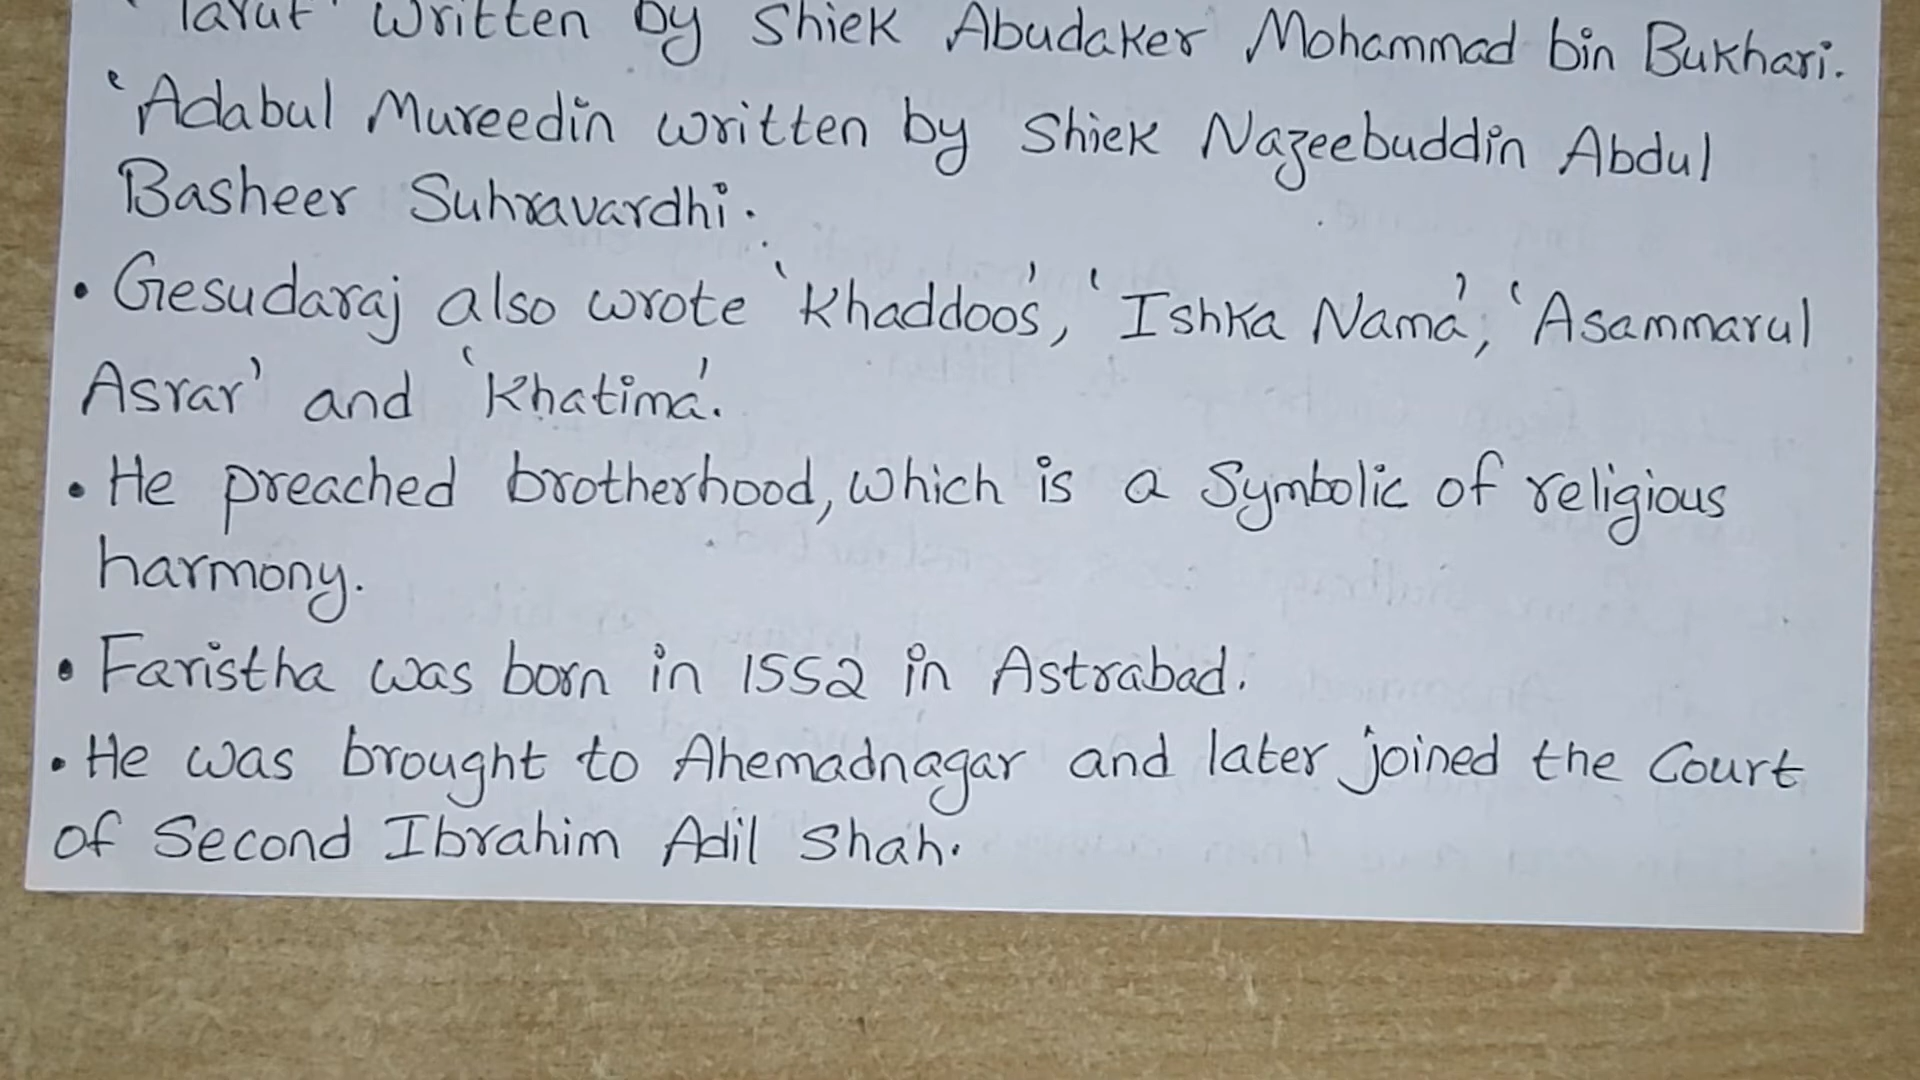 written by Shiek Abudaker Mohammad bin Bukhari.
'Adabul Mureedin written by Shiek Nazeebuddin Abdul
Basheer Suhravardhi.
• Gesudaraj also wrote 'Khaddoos', 'Ishka Nama', 'Asammarul
Asrar' and 'Khatima'.
• He preached brotherhood, which is a Symbolic of religious
harmony.
• Faristha was born in 1552 in Astrabad.
• He was brought to Ahemadnagar and later joined the Court
of Second Ibrahim Adil Shah.